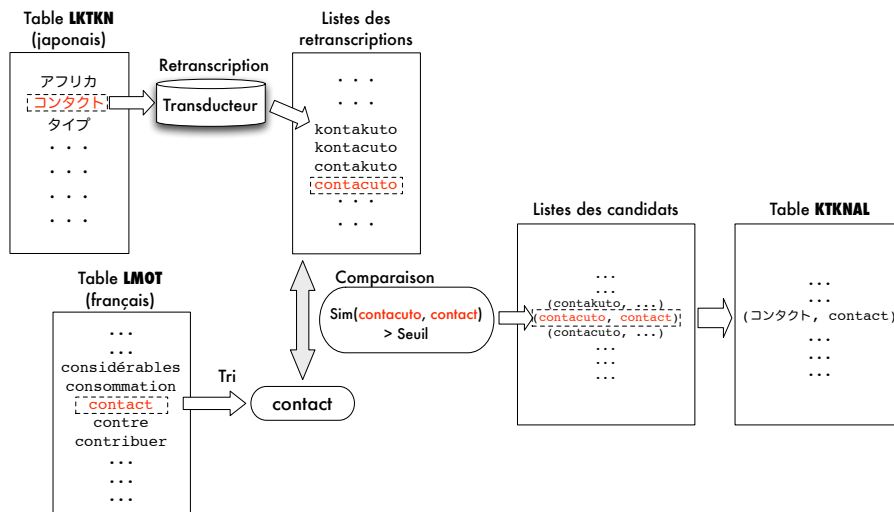 Table LKTKN
(japonais)
アフリカ
コンタクト
タイプ
. . .
. . .
. . .
. . .
Retranscription
Transducteur
Listes des
retranscriptions
. . .
. . .
kontakuto
kontacuto
contakuto
contacuto
. . .
. . .
Table LMOT
(français)
...
...
considérables
consommation
contact
contre
contribuer
...
...
...
Tri
contact
Comparaison
Sim(contacuto, contact)
> Seuil
Listes des candidats
...
...
(contakuto, ...)
(contacuto, contact)
(contacuto, ...)
...
...
...
Table KTKNAL
...
...
(コンタクト, contact)
...
...
...